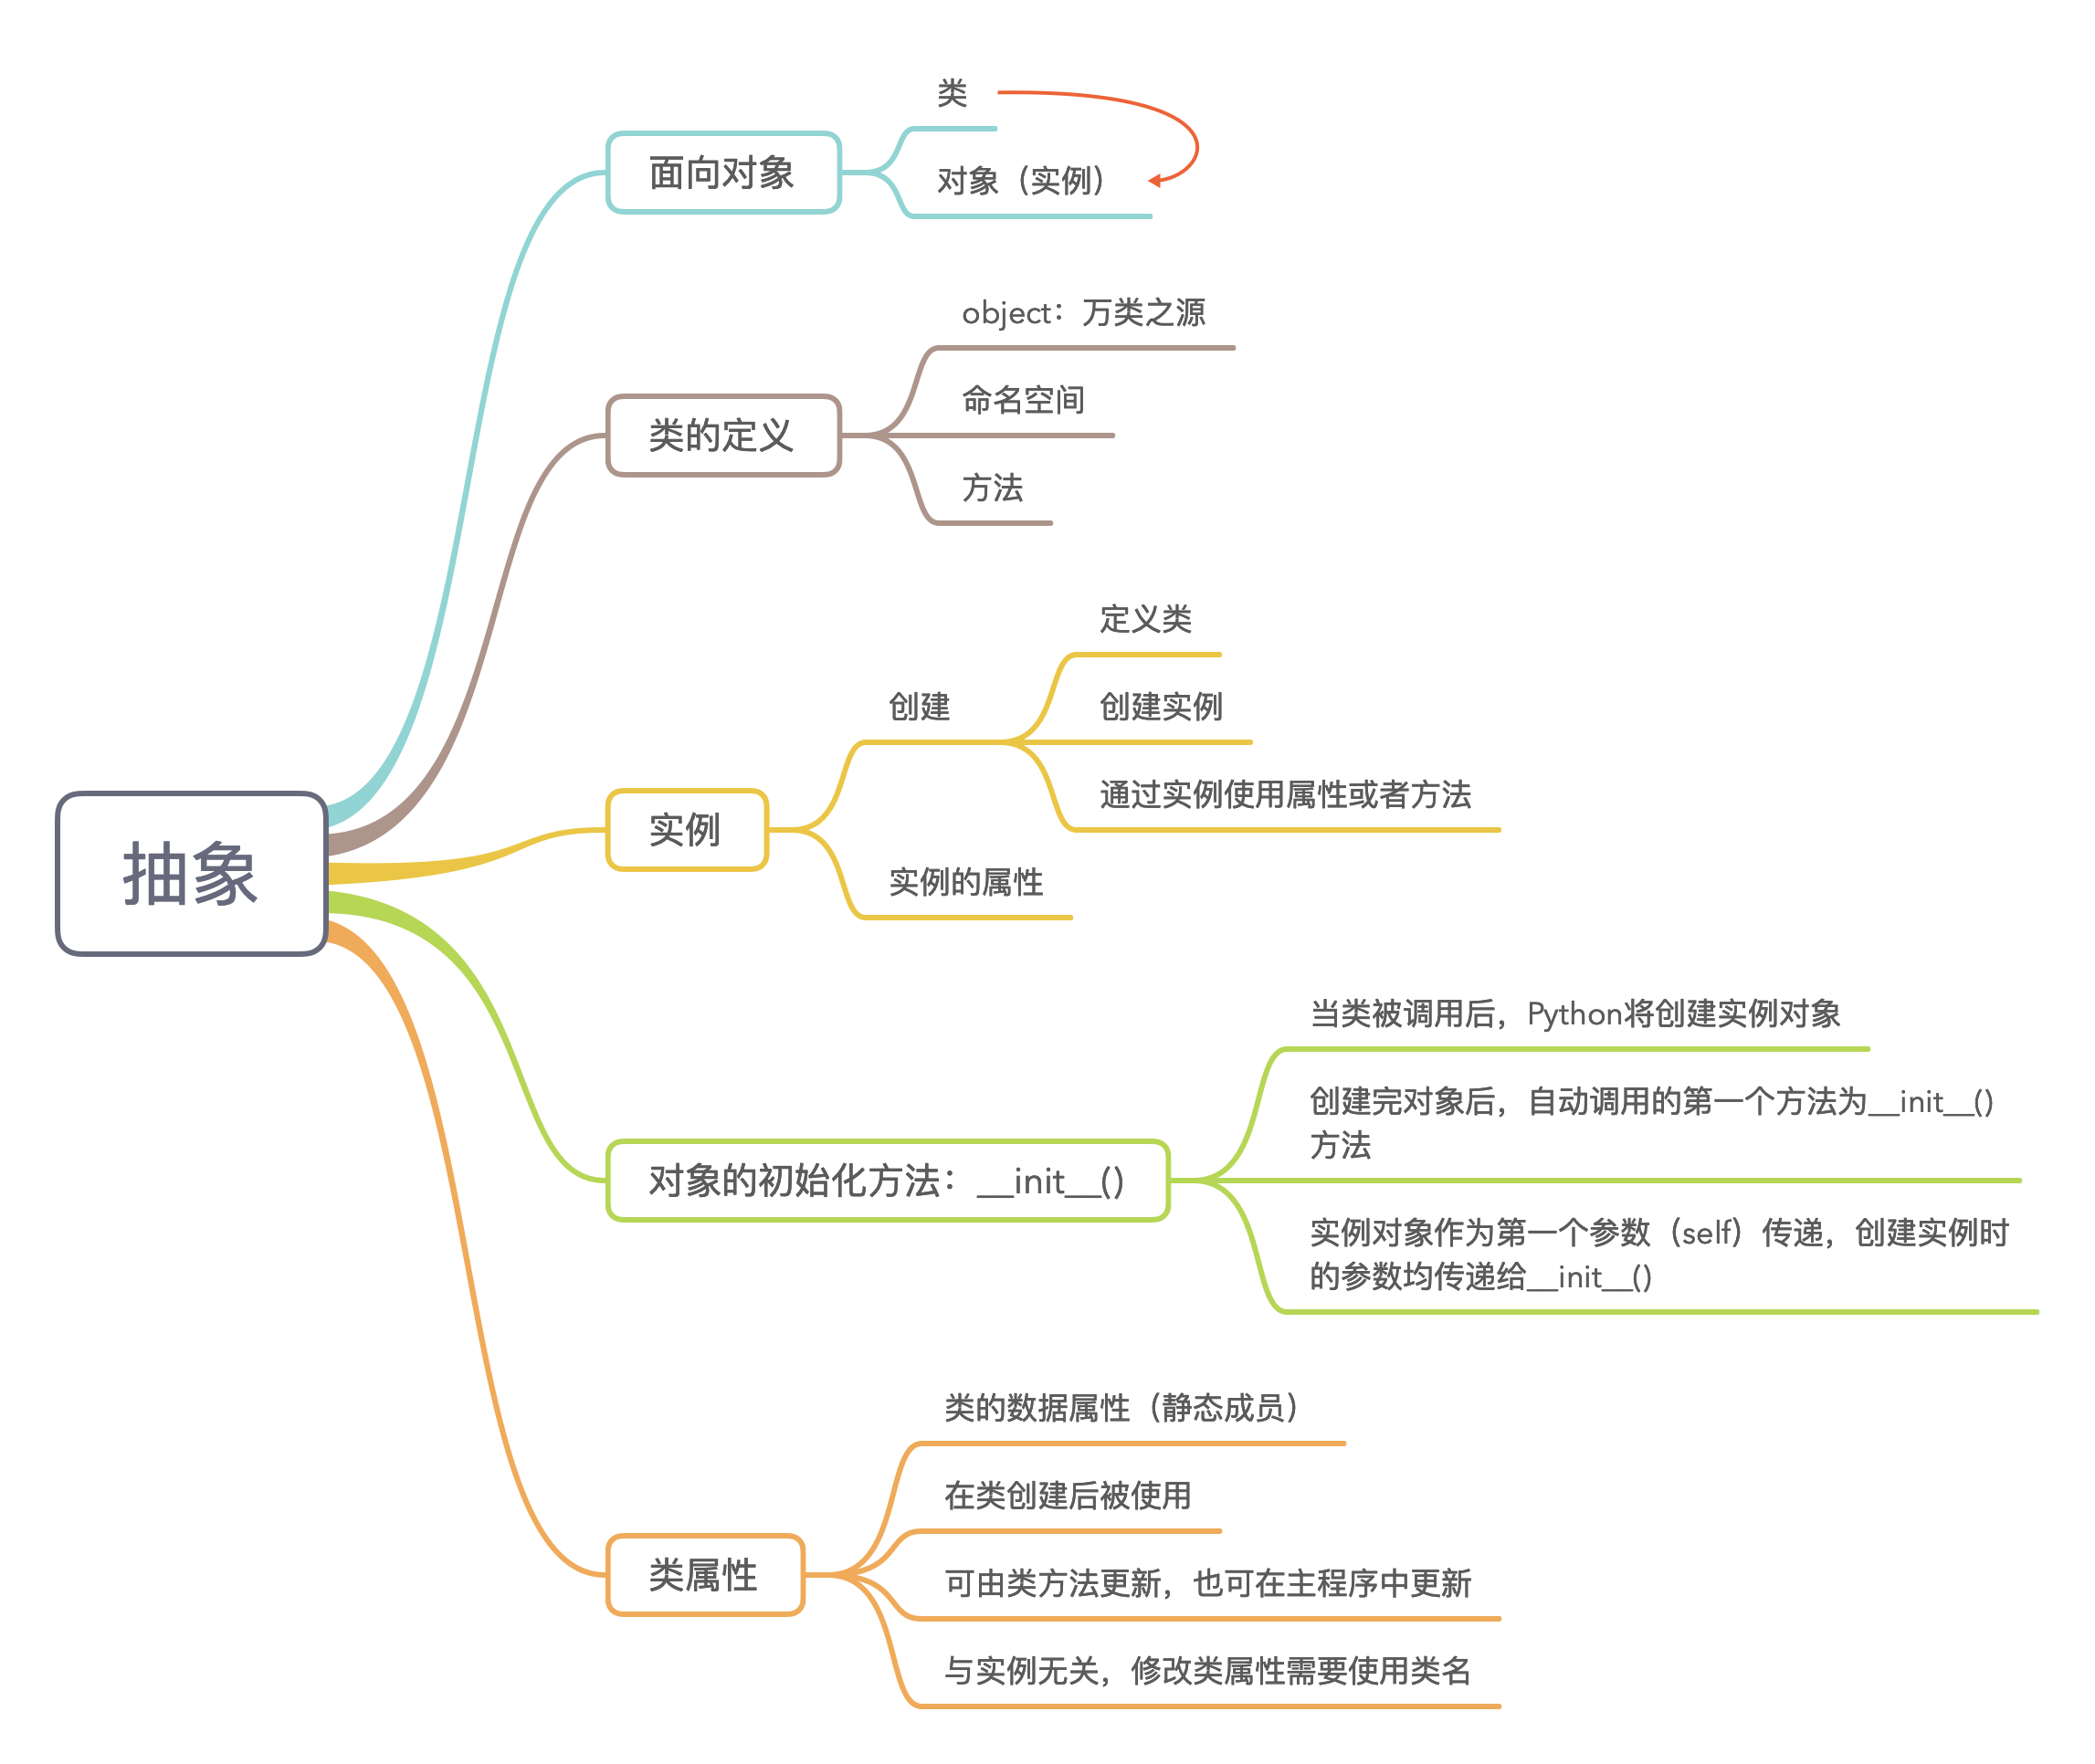 抽象
面向对象
类
对象（实例）
类的定义
object：万类之源
命名空间
方法
实例
创建
定义类
创建实例
通过实例使用属性或者方法
实例的属性
对象的初始化方法：__init__()
当类被调用后，Python将创建实例对象
创建完对象后，自动调用的第一个方法为__init__()
方法
实例对象作为第一个参数（self）传递，创建实例时
的参数均传递给__init__()
类属性
类的数据属性（静态成员）
在类创建后被使用
可由类方法更新，也可在主程序中更新
与实例无关，修改类属性需要使用类名